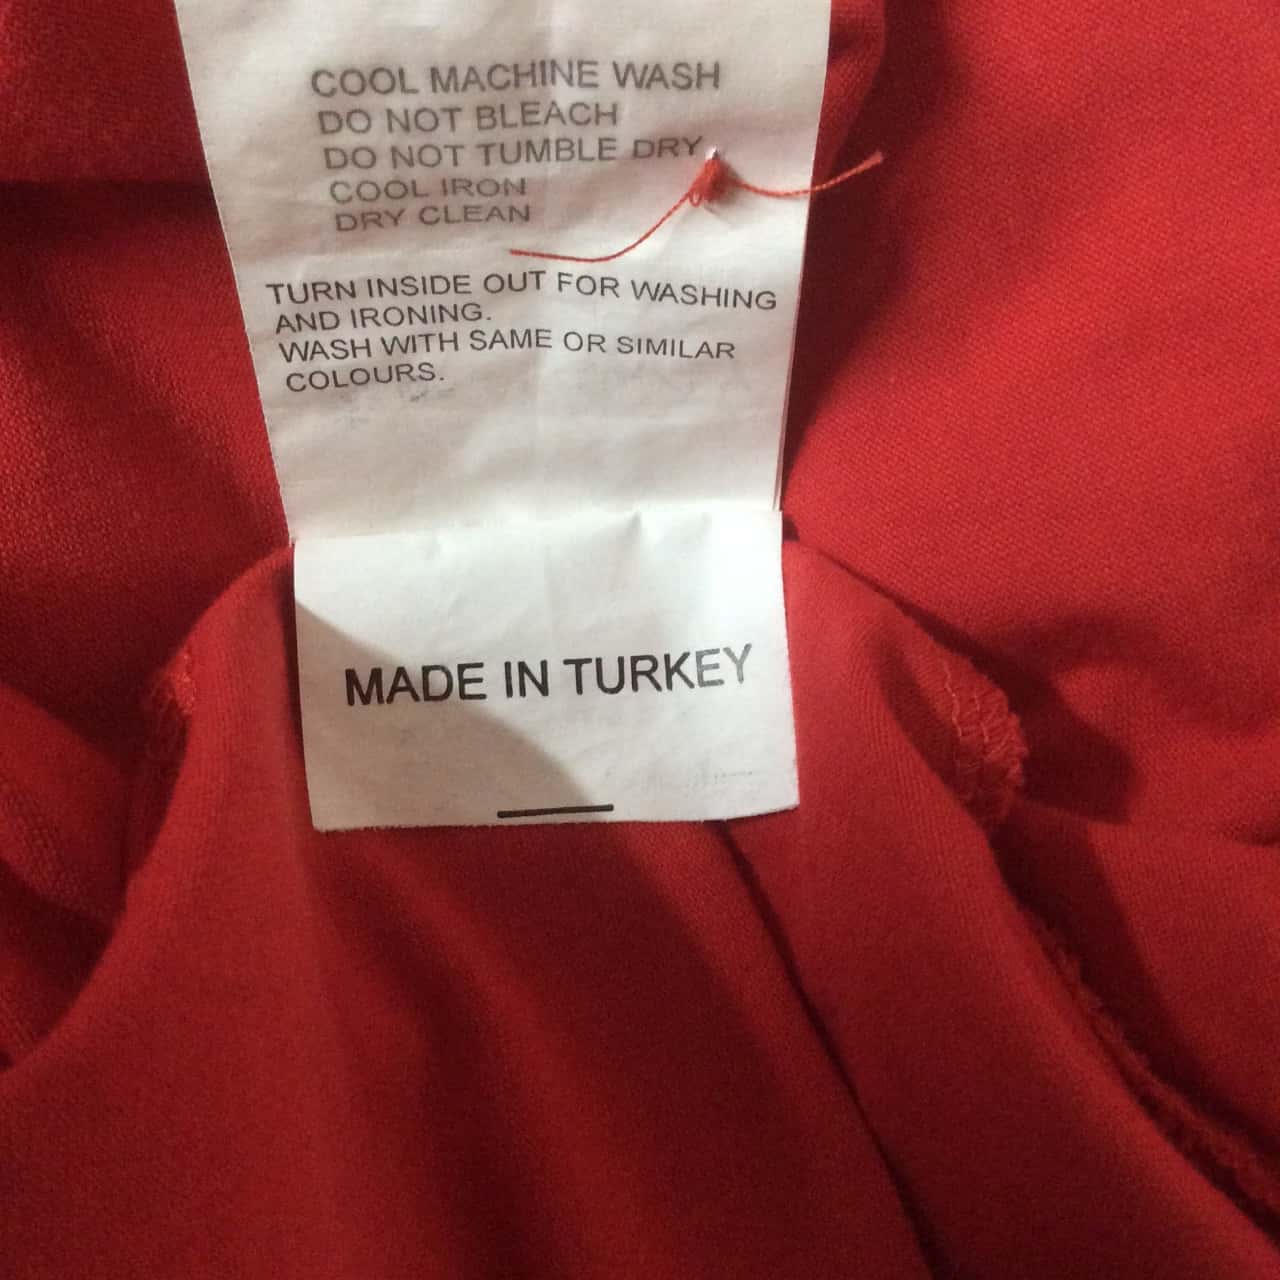 COOL MACHINE WASH
DO NOT BLEACH
DO NOT TUMBLE DRY
COOL IRON
DRY CLEAN
TURN INSIDE OUT FOR WASHING
AND IRONING.
WASH WITH SAME OR SIMILAR
COLOURS.
MADE IN TURKEY